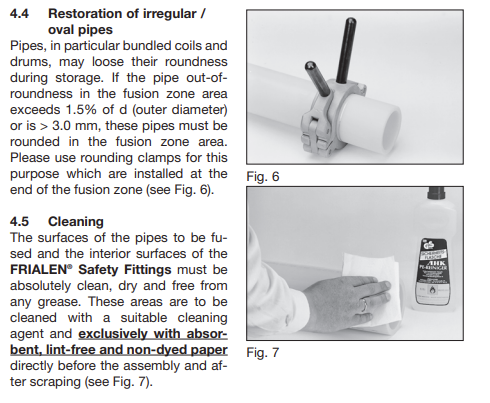 4.4 Restoration of irregular /
oval pipes
Pipes, in particular bundled coils and
drums, may loose their roundness
during storage. If the pipe out-of-
roundness in the fusion zone area
exceeds 1.5% of d (outer diameter)
or is > 3.0 mm, these pipes must be
rounded in the fusion zone area.
Please use rounding clamps for this
purpose which are installed at the
end of the fusion zone (see Fig. 6).
Fig. 6
4.5 Cleaning
The surfaces of the pipes to be fu-
sed and the interior surfaces of the
FRIALEN® Safety Fittings must be
absolutely clean, dry and free from
any grease. These areas are to be
cleaned with a suitable cleaning
agent and exclusively with absor-
bent, lint-free and non-dyed paper
directly before the assembly and af-
ter scraping (see Fig. 7).
AHK
PE-REINIGER
Fig. 7